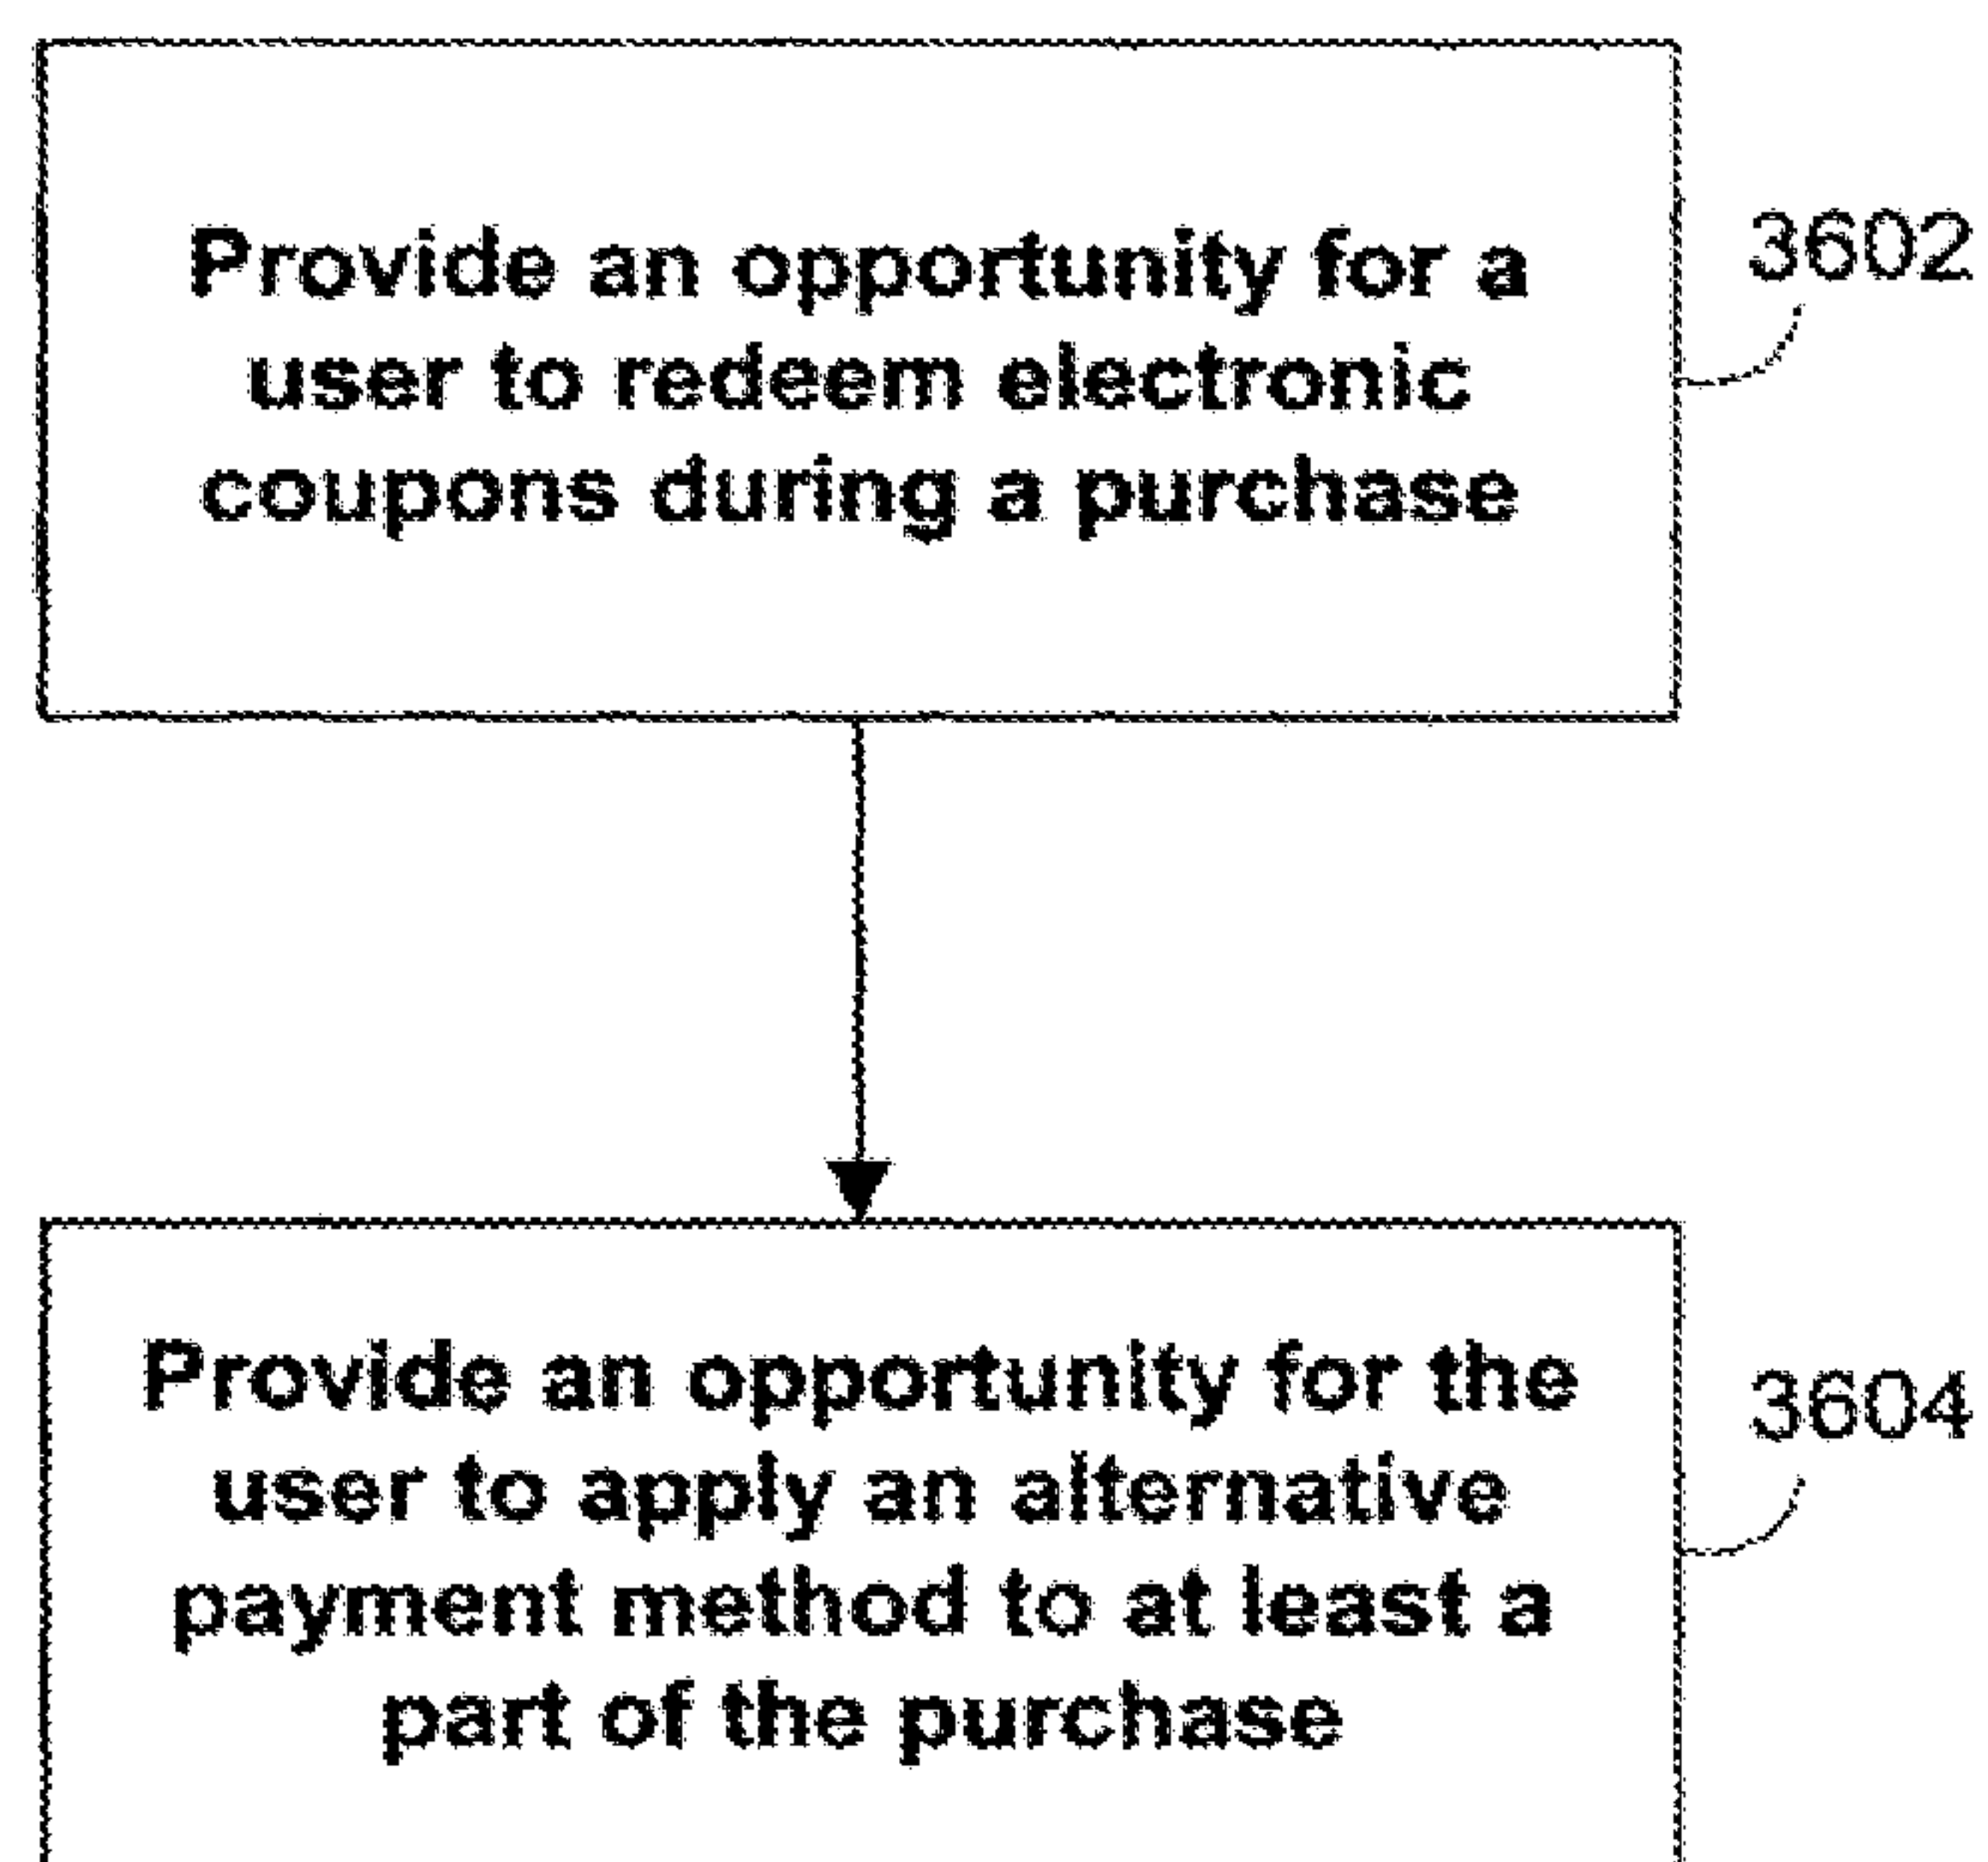 Provide an opportunity for a
user to redeem electronic
coupons during a purchase
3602
Provide an opportunity for the
user to apply an alternative
payment method to at least a
part of the purchase
3604